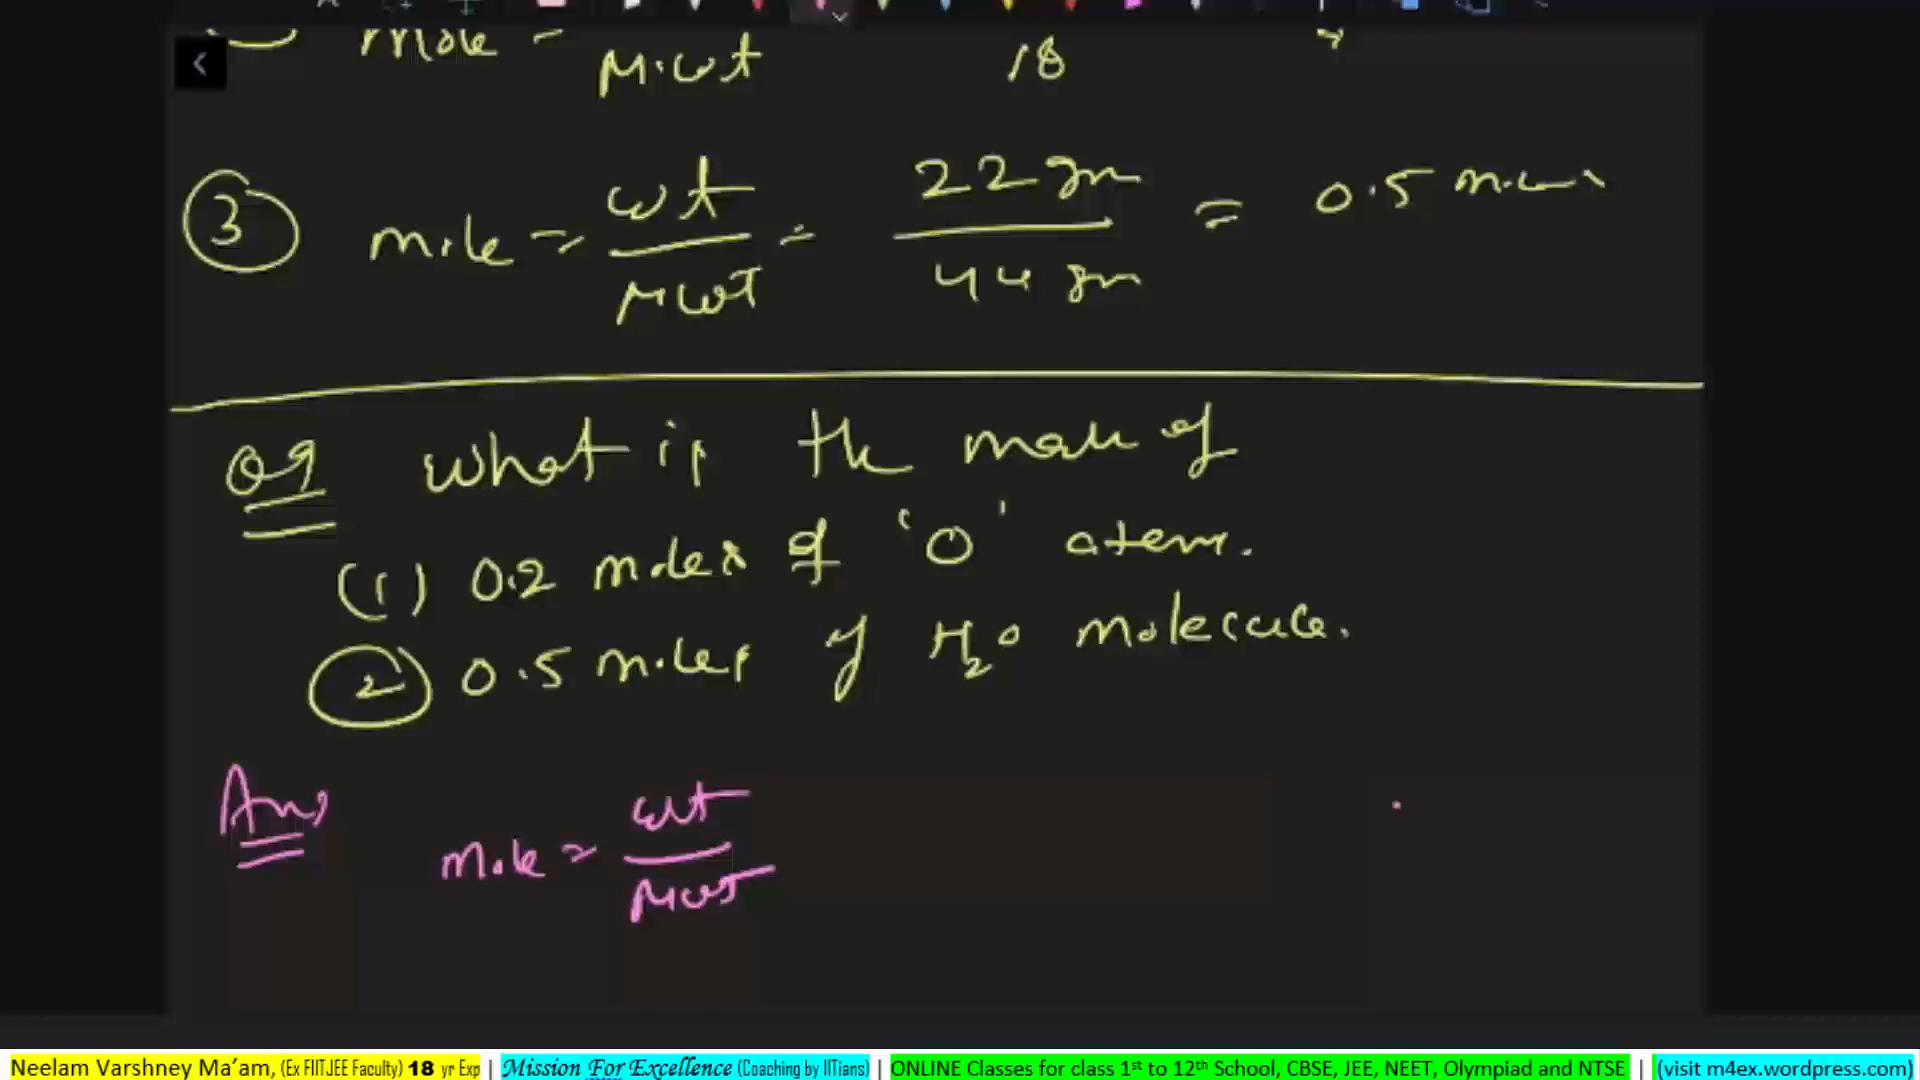 Mole =
M.wt 18
3 mole = wt / MwT = 22 gm / 44 gm = 0.5 moles
Q9 What is the mass of
(1) 0.2 moles of 'O' atoms.
2 0.5 moles of H2O molecule.
Ans mole = wt / MwT
Neelam Varshney Ma'am, (Ex FIITJEE Faculty) 18 yr Exp | Mission For Excellence (Coaching by IITians) | ONLINE Classes for class 1st to 12th School, CBSE, JEE, NEET, Olympiad and NTSE | (visit m4ex.wordpress.com)